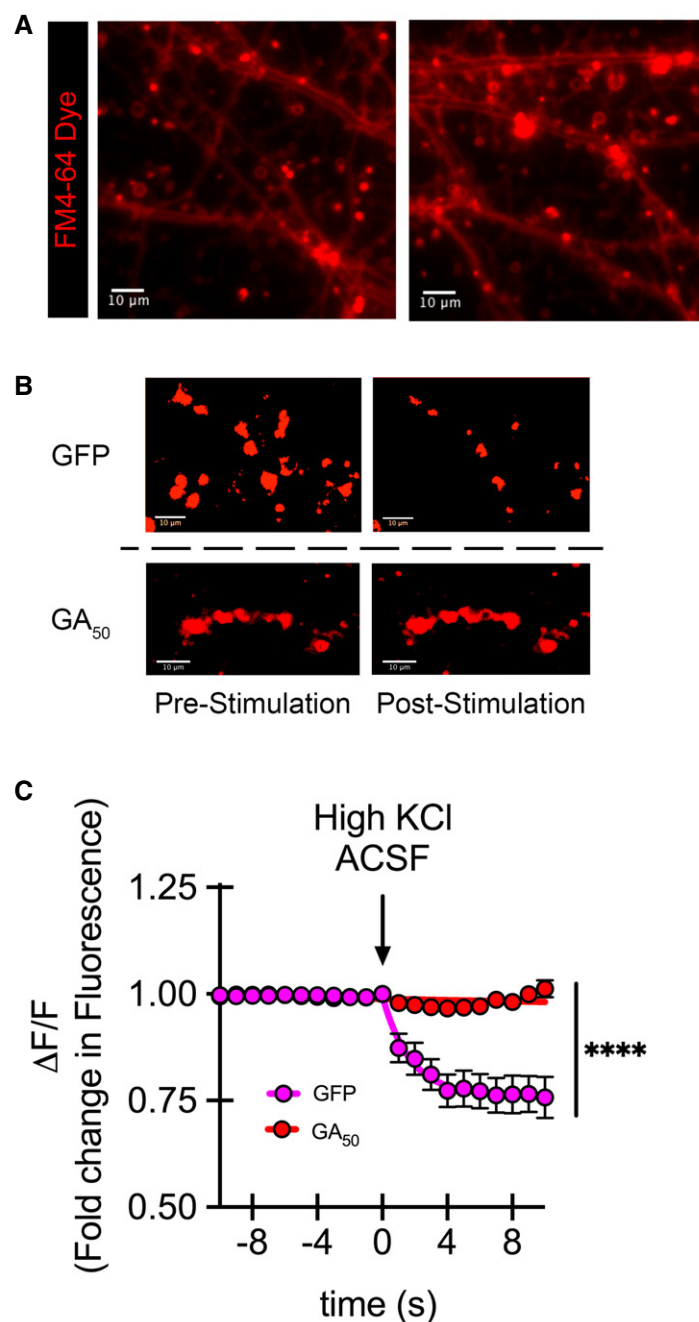 A
FM4-64 Dye
10 µm
10 µm
B
GFP
10 µm
10 µm
GA50
10 µm
10 µm
Pre-Stimulation
Post-Stimulation
C
High KCl
ACSF
ΔF/F
(Fold change in Fluorescence)
1.25
1.00
0.75
0.50
****
GFP
GA50
-8 -4 0 4 8
time (s)